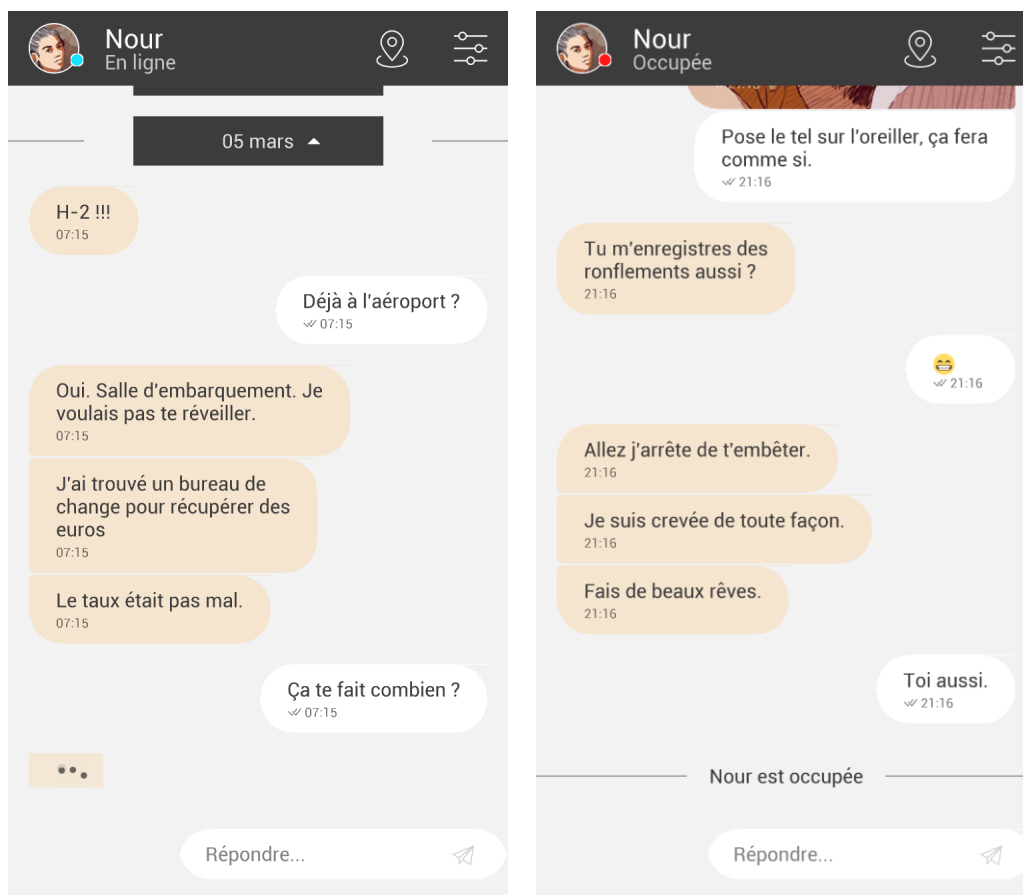 Nour
En ligne
05 mars
H-2 !!!
07:15
Déjà à l'aéroport ?
07:15
Oui. Salle d'embarquement. Je
voulais pas te réveiller.
07:15
J'ai trouvé un bureau de
change pour récupérer des
euros
07:15
Le taux était pas mal.
07:15
Ça te fait combien ?
07:15
Répondre...
Nour
Occupée
Pose le tel sur l'oreiller, ça fera
comme si.
21:16
Tu m'enregistres des
ronflements aussi ?
21:16
21:16
Allez j'arrête de t'embêter.
21:16
Je suis crevée de toute façon.
21:16
Fais de beaux rêves.
21:16
Toi aussi.
21:16
Nour est occupée
Répondre...